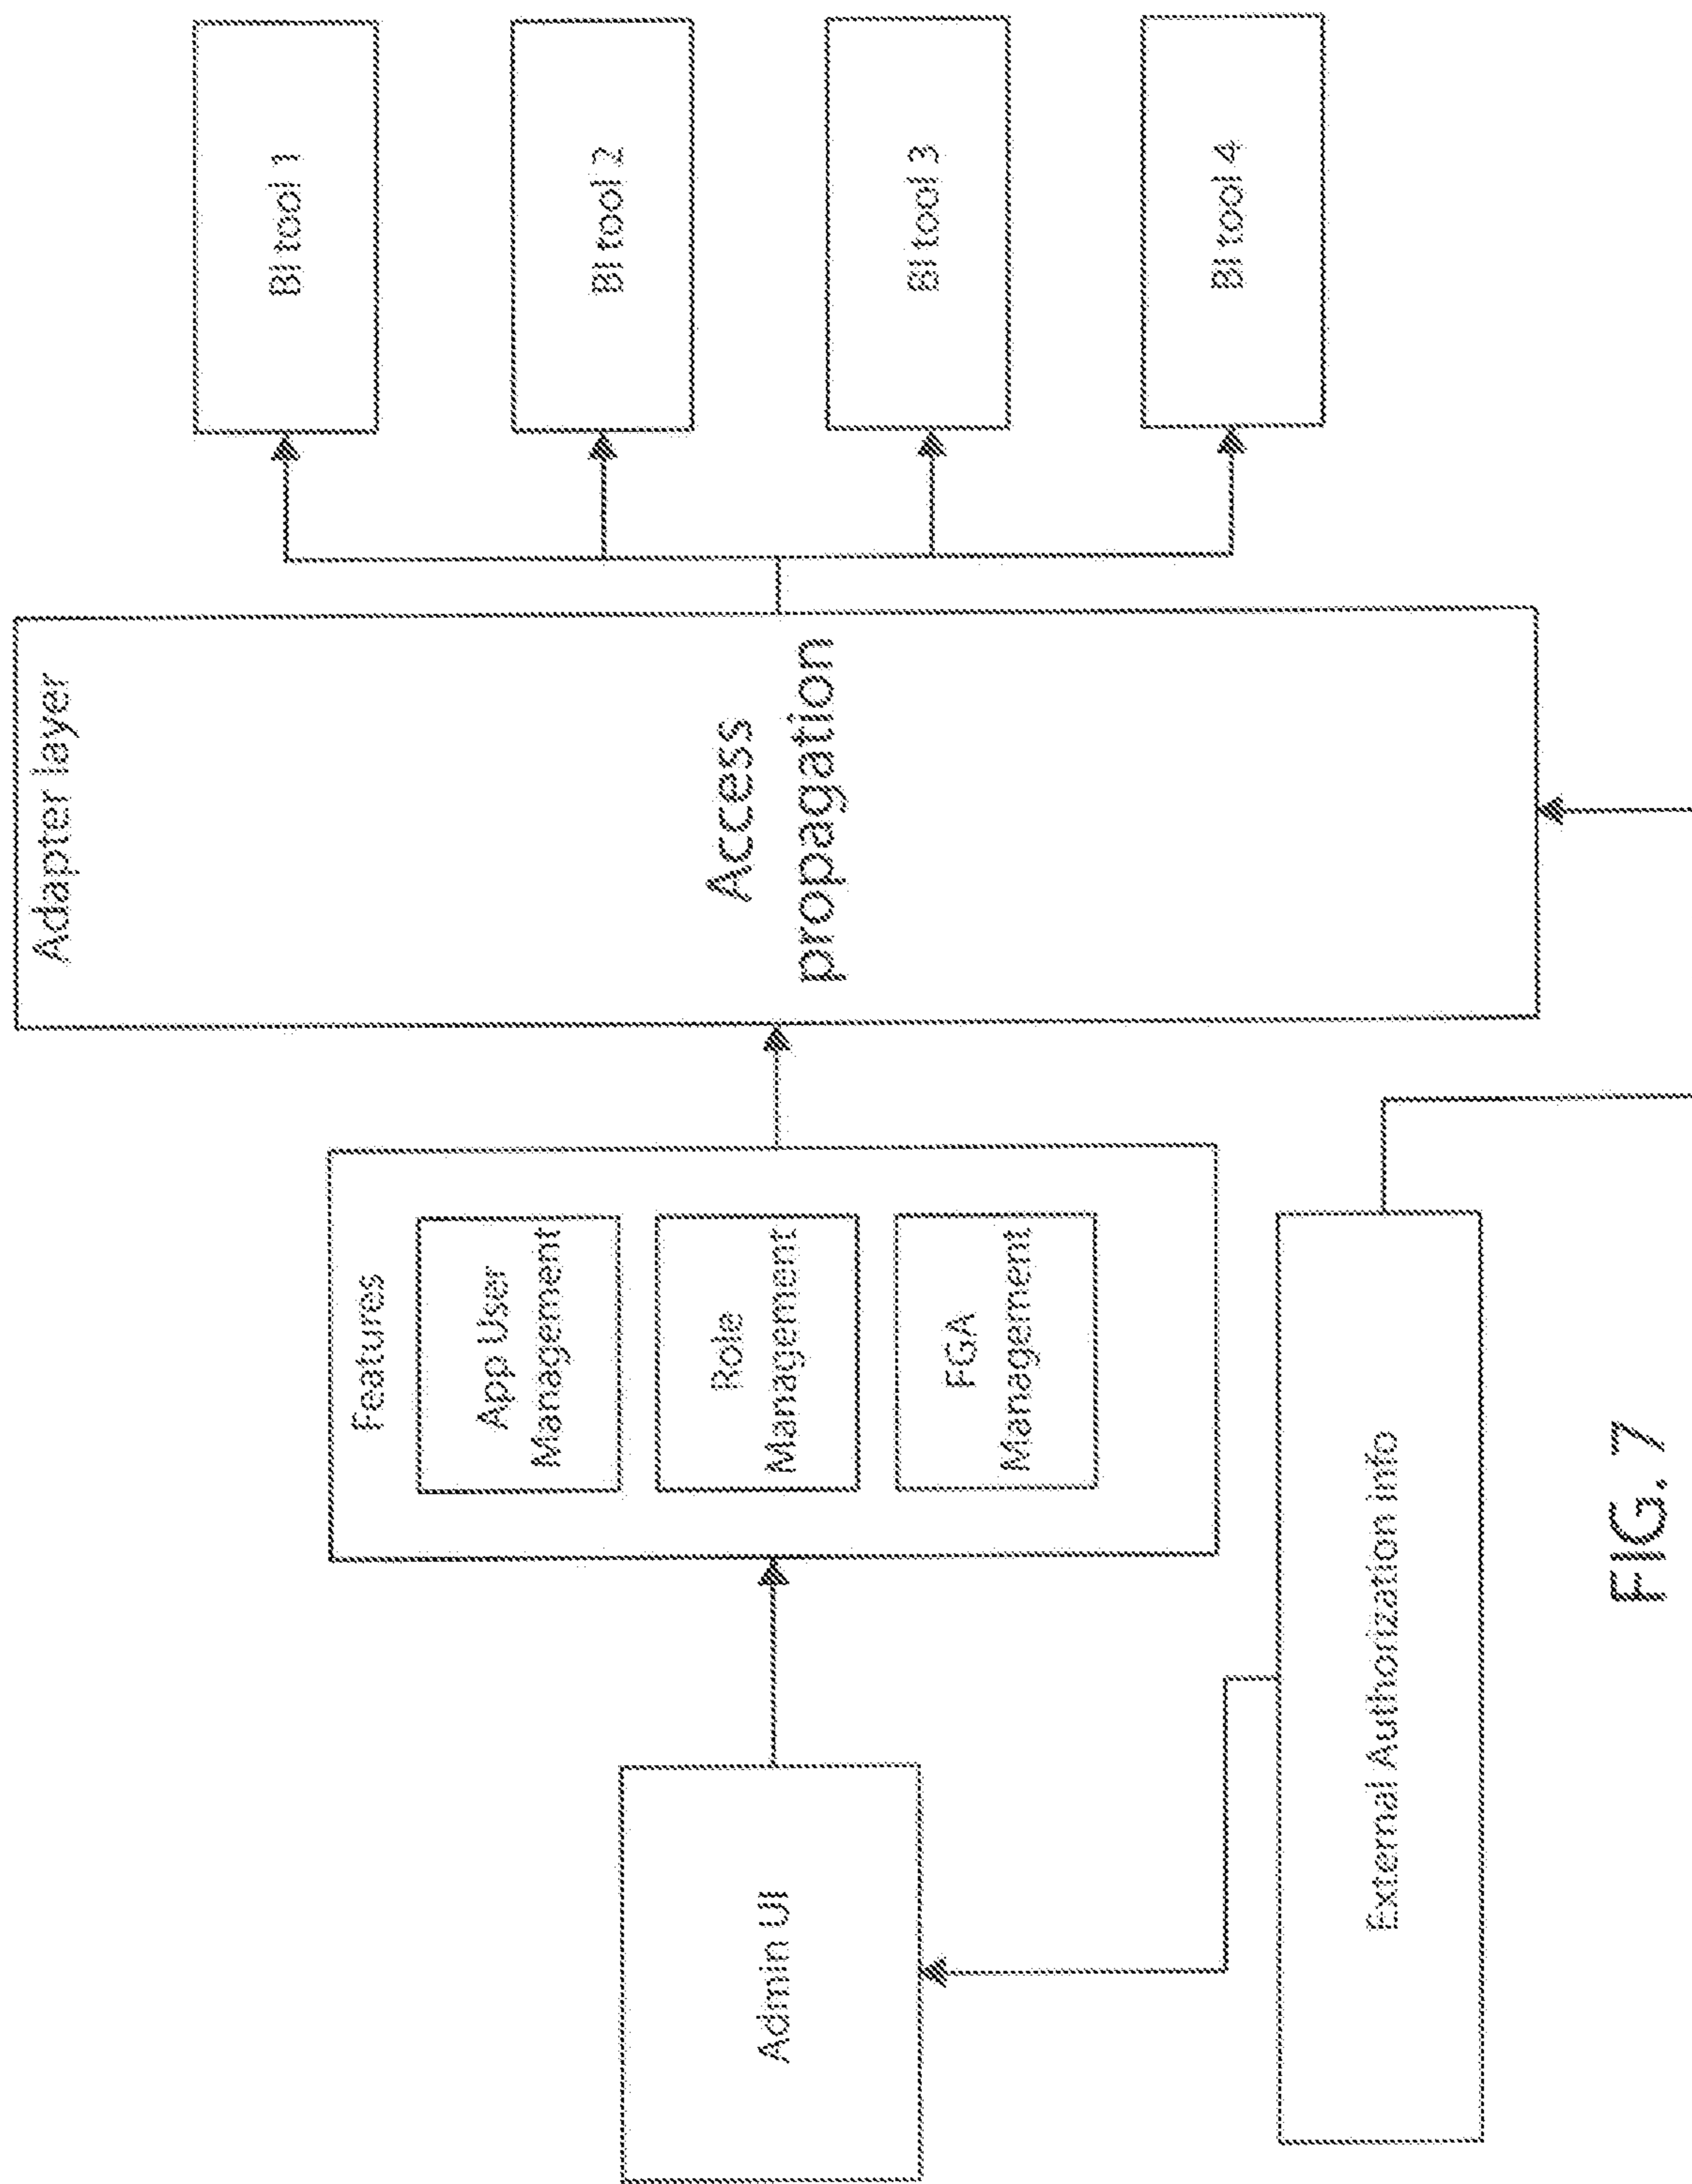 Admin UI
Features
App User
Management
Role
Management
FGA
Management
Adapter layer
Access
propagation
BI tool 1
BI tool 2
BI tool 3
BI tool 4
External Authorization info
FIG. 7